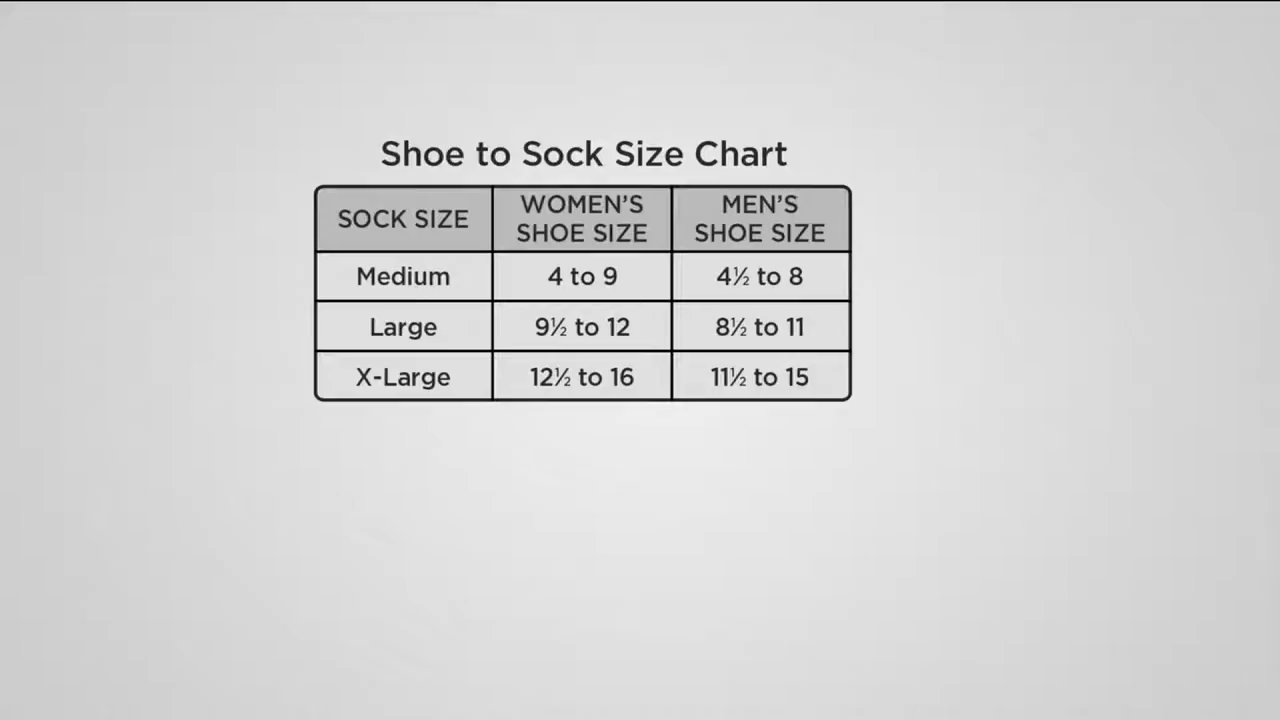 Shoe to Sock Size Chart
SOCK SIZE
WOMEN'S
SHOE SIZE
MEN'S
SHOE SIZE
Medium
4 to 9
4½ to 8
Large
9½ to 12
8½ to 11
X-Large
12½ to 16
11½ to 15